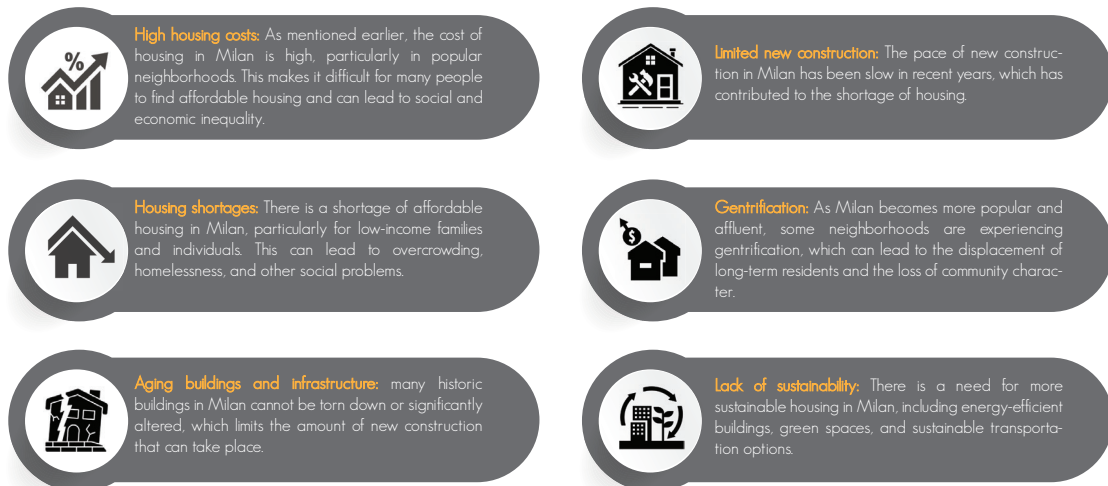 %
High housing costs: As mentioned earlier, the cost of
housing in Milan is high, particularly in popular
neighborhoods. This makes it difficult for many people
to find affordable housing and can lead to social and
economic inequality.
Limited new construction: The pace of new construc-
tion in Milan has been slow in recent years, which has
contributed to the shortage of housing.
Housing shortages: There is a shortage of affordable
housing in Milan, particularly for low-income families
and individuals. This can lead to overcrowding,
homelessness, and other social problems.
$
Gentrification: As Milan becomes more popular and
affluent, some neighborhoods are experiencing
gentrification, which can lead to the displacement of
long-term residents and the loss of community charac-
ter.
Aging buildings and infrastructure: many historic
buildings in Milan cannot be torn down or significantly
altered, which limits the amount of new construction
that can take place.
Lack of sustainability: There is a need for more
sustainable housing in Milan, including energy-efficient
buildings, green spaces, and sustainable transporta-
tion options.